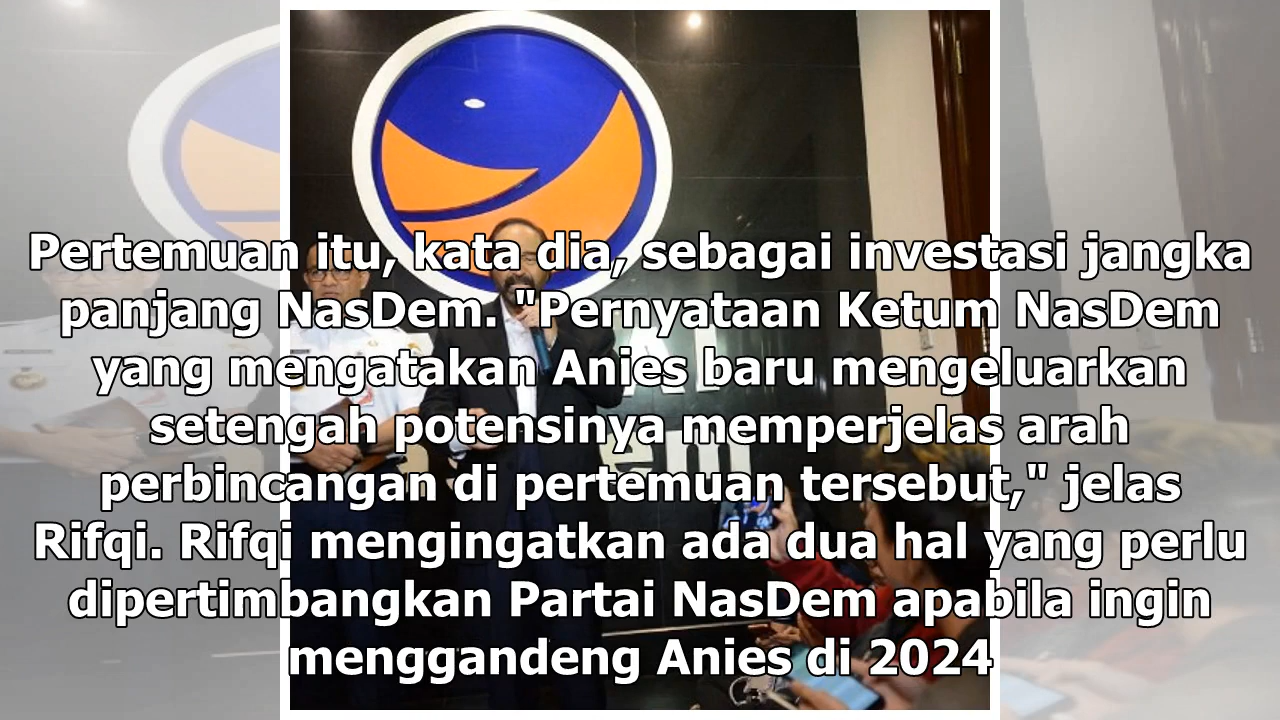 Pertemuan itu, kata dia, sebagai investasi jangka
panjang NasDem. "Pernyataan Ketum NasDem
yang mengatakan Anies baru mengeluarkan
setengah potensinya memperjelas arah
perbincangan di pertemuan tersebut," jelas
Rifqi. Rifqi mengingatkan ada dua hal yang perlu
dipertimbangkan Partai NasDem apabila ingin
menggandeng Anies di 2024